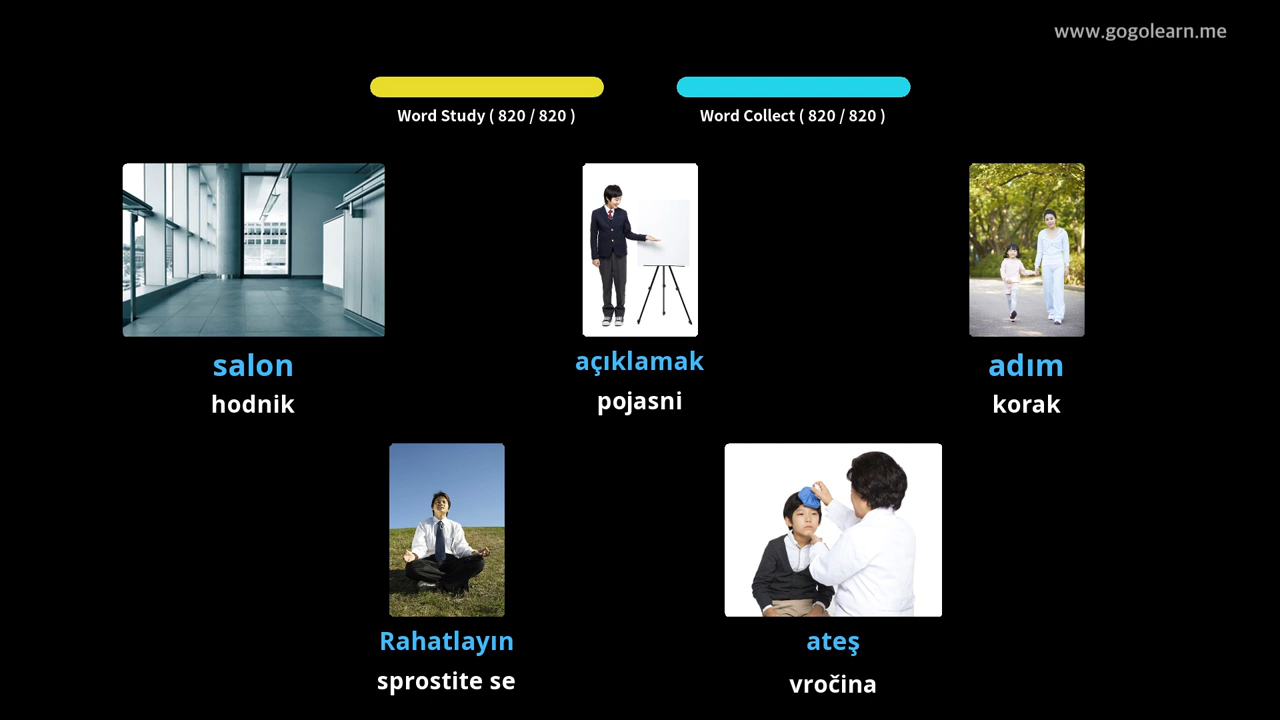 www.gogolearn.me
Word Study ( 820 / 820 )
Word Collect ( 820 / 820 )
salon
hodnik
açıklamak
pojasni
adım
korak
Rahatlayın
sprostite se
ateş
vročina